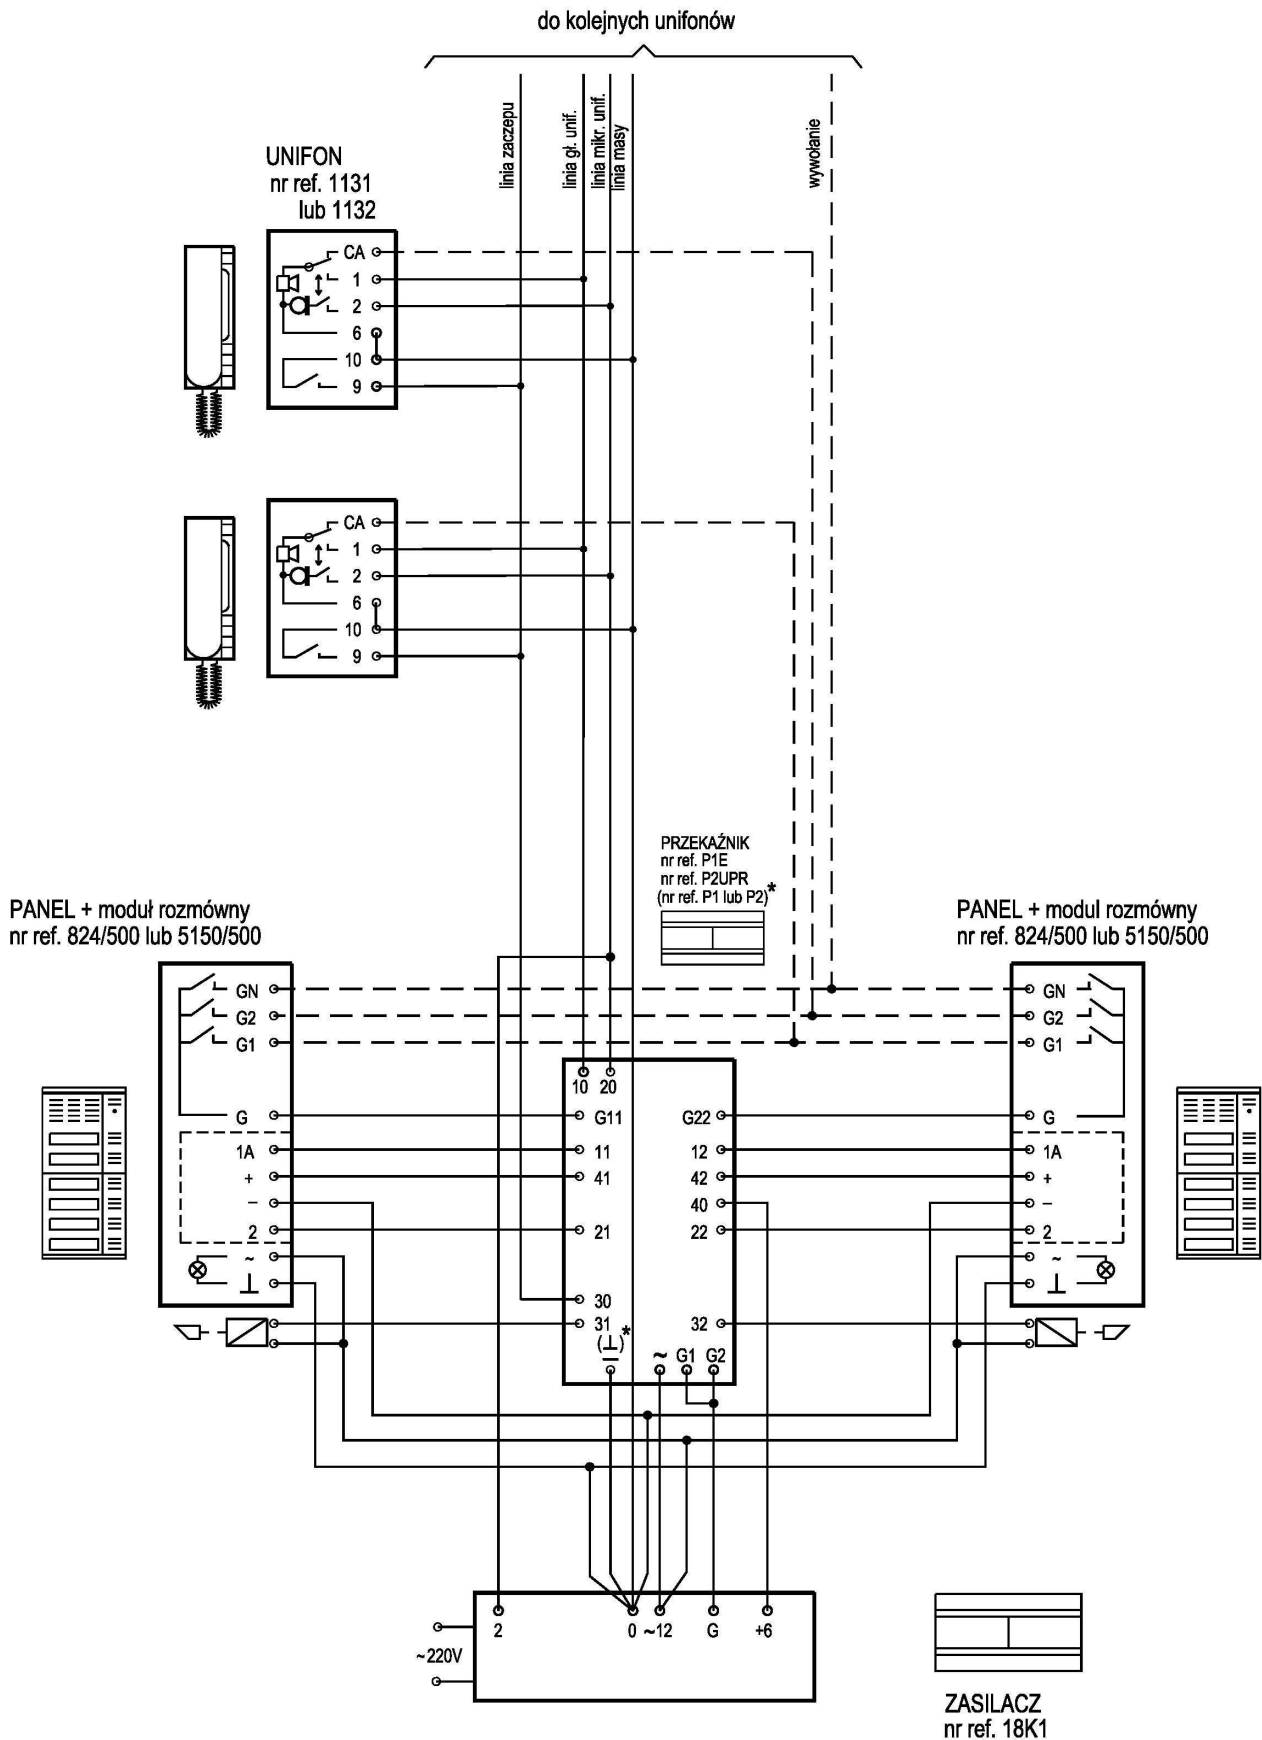 do kolejnych unifonów
linia zaczepu
linia gł. unif.
linia mikr. unif.
linia masy
wywołanie
UNIFON
nr ref. 1131
lub 1132
CA
1
2
6
10
9
CA
1
2
6
10
9
PRZEKAŹNIK
nr ref. P1E
nr ref. P2UPR
(nr ref. P1 lub P2)*
PANEL + moduł rozmówny
nr ref. 824/500 lub 5150/500
PANEL + modul rozmówny
nr ref. 824/500 lub 5150/500
GN
G2
G1
G
1A
+
–
2
~
GN
G2
G1
G
1A
+
–
2
~
10 20
G11
11
41
21
30
31
(⊥)*
G22
12
42
40
22
32
~ G1 G2
2 0 ~12 G +6
~220V
ZASILACZ
nr ref. 18K1